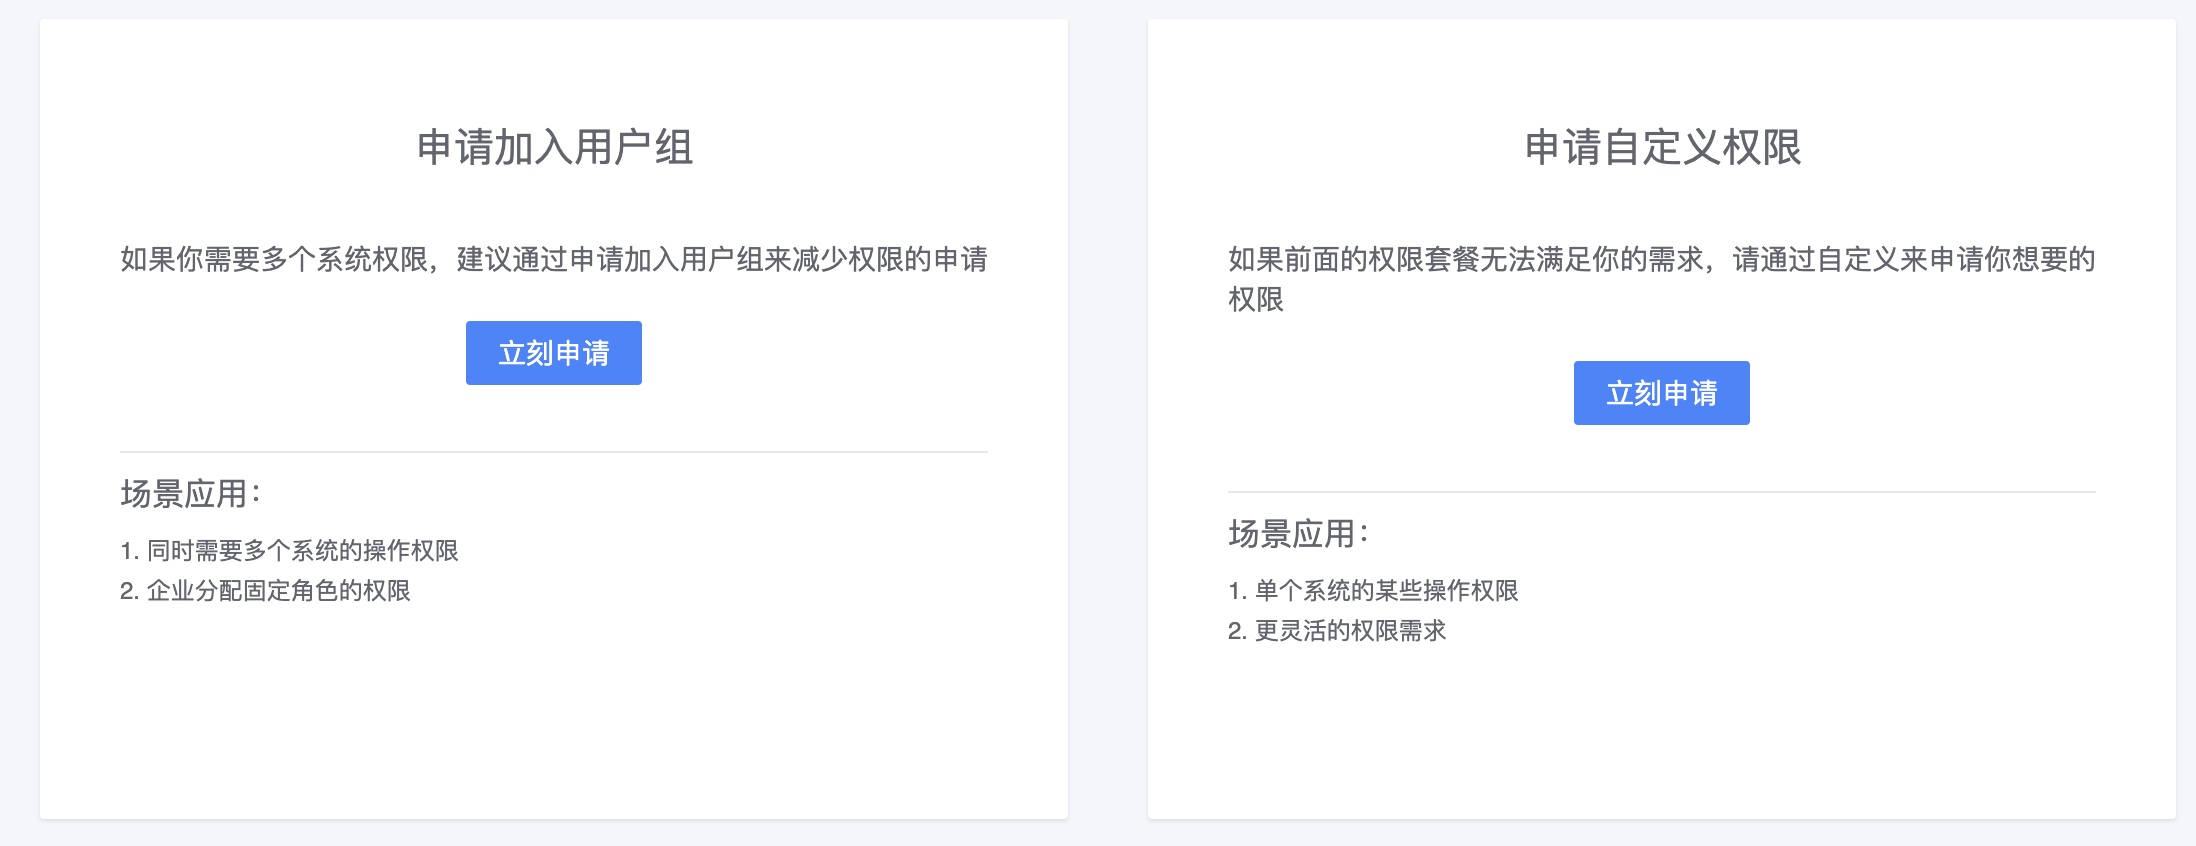 申请加入用户组
如果你需要多个系统权限，建议通过申请加入用户组来减少权限的申请
立刻申请
场景应用：
1. 同时需要多个系统的操作权限
2. 企业分配固定角色的权限
申请自定义权限
如果前面的权限套餐无法满足你的需求，请通过自定义来申请你想要的
权限
立刻申请
场景应用：
1. 单个系统的某些操作权限
2. 更灵活的权限需求